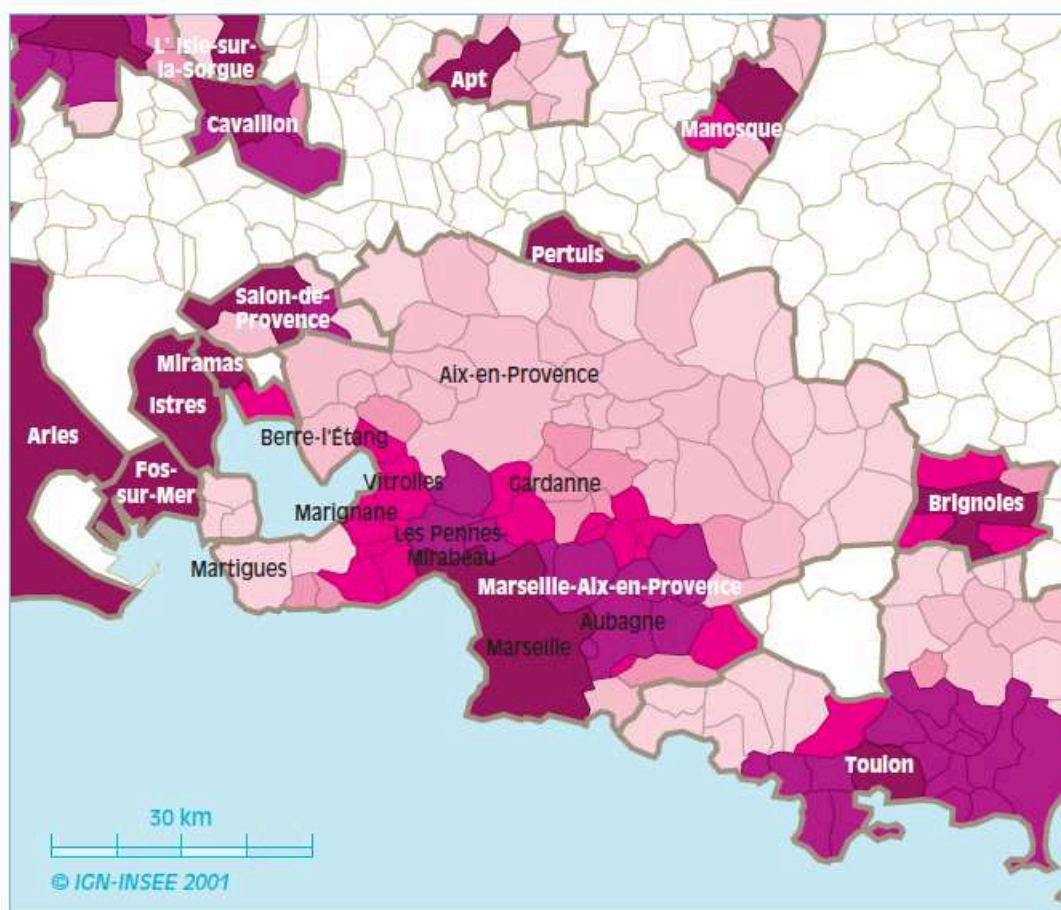 L'Isle-sur-
la-Sorgue
Apt
Cavaillon
Manosque
Pertuis
Salon-de-
Provence
Miramas
Istres
Aix-en-Provence
Arles
Berre-l'Étang
Fos-
sur-Mer
Vitrolles
Gardanne
Brignoles
Marignane
Les Pennes-
Mirabeau
Martigues
Marseille-Aix-en-Provence
Aubagne
Marseille
Toulon
30 km
© IGN-INSEE 2001